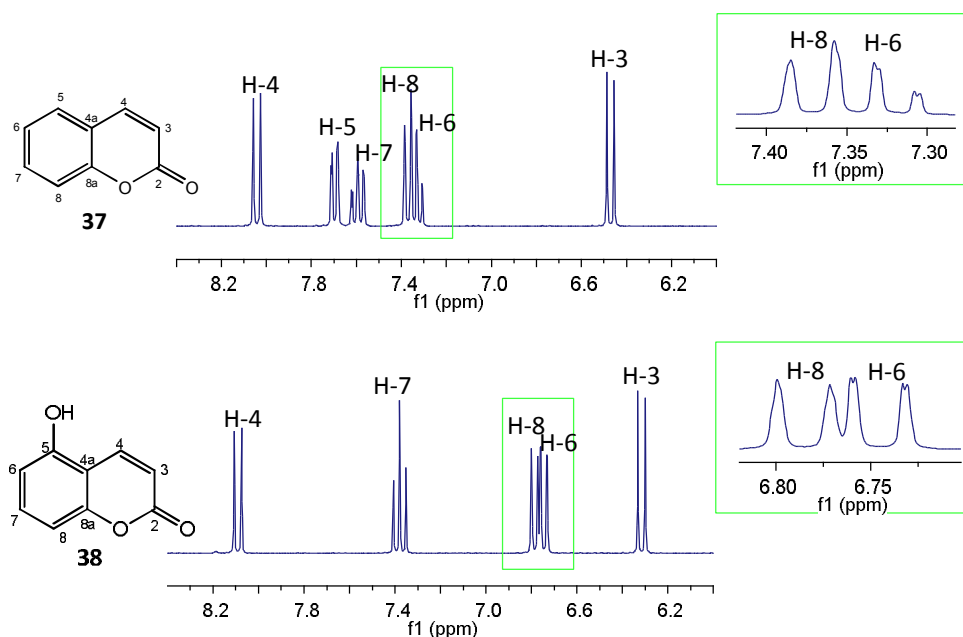 H-4
H-5
H-7
H-8
H-6
H-3
5
4
6
4a
3
7
8a
2
8
O
O
37
8.2 7.8 7.4 7.0 6.6 6.2
f1 (ppm)
H-8 H-6
7.40 7.35 7.30
f1 (ppm)
OH
5
4
6
4a
3
7
8a
2
8
O
O
38
H-4
H-7
H-8
H-6
H-3
8.2 7.8 7.4 7.0 6.6 6.2
f1 (ppm)
H-8 H-6
6.80 6.75
f1 (ppm)